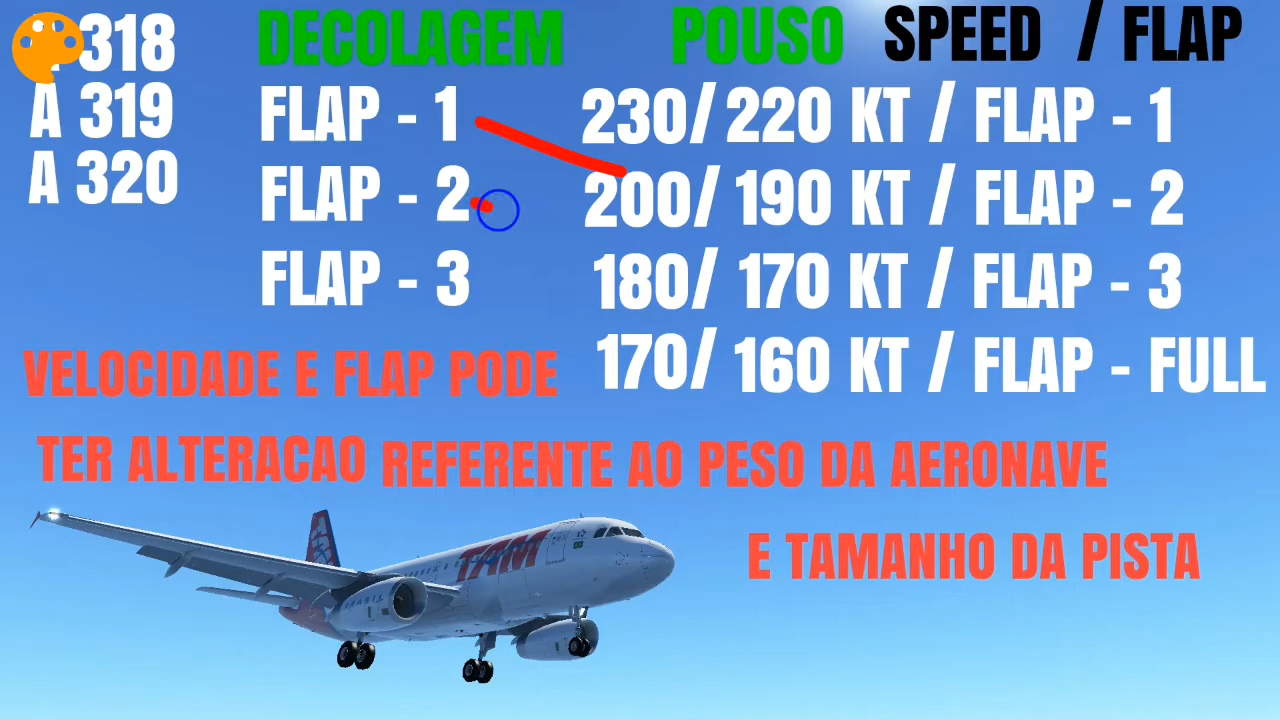 318 DECOLAGEM POUSO SPEED / FLAP
A 319 FLAP - 1 230/ 220 KT / FLAP - 1
A 320 FLAP - 2 200/ 190 KT / FLAP - 2
FLAP - 3 180/ 170 KT / FLAP - 3
170/ 160 KT / FLAP - FULL
VELOCIDADE E FLAP PODE
TER ALTERACAO REFERENTE AO PESO DA AERONAVE
E TAMANHO DA PISTA
TAM
BRASIL